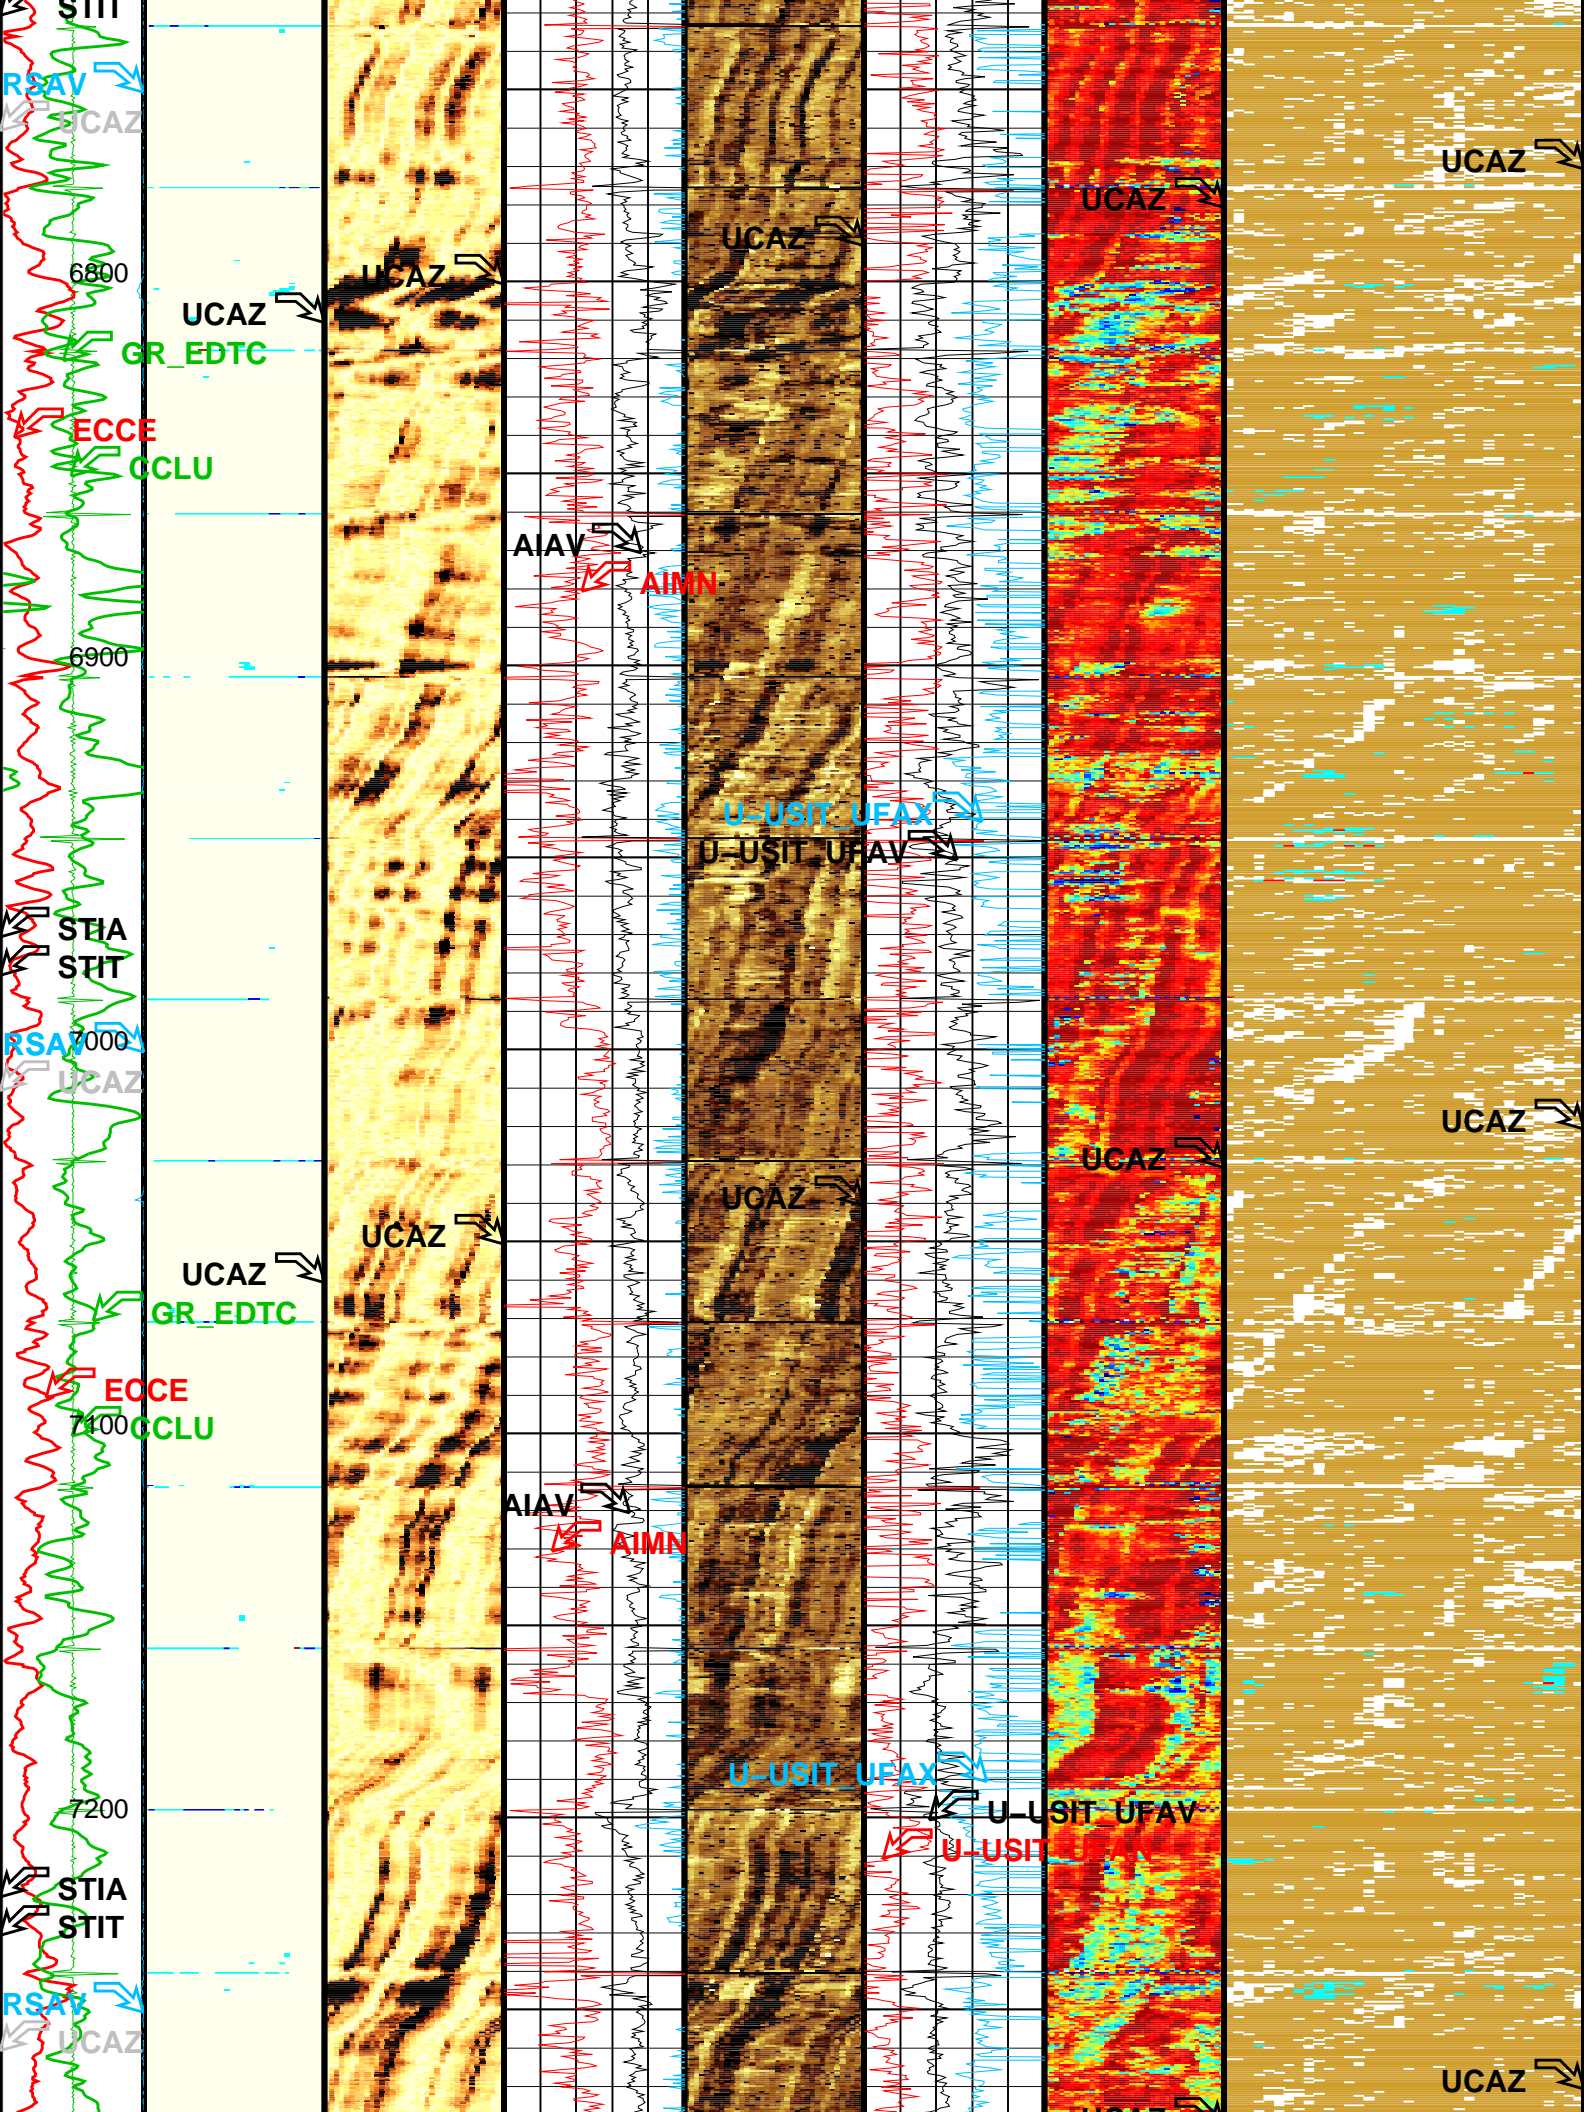 STIT
RSAV
UCAZ
UCAZ
UCAZ
UCAZ
6800
UCAZ
UCAZ
GR_EDTC
ECCE
CCLU
AIAV
AIMN
6900
U-USIT_UFAX
U-USIT_UFAV
STIA
STIT
RSAV
7000
UCAZ
UCAZ
UCAZ
UCAZ
UCAZ
UCAZ
GR_EDTC
ECCE
7100
CCLU
AIAV
AIMN
U-USIT_UFAX
7200
U-USIT_UFAV
U-USIT_UFAN
STIA
STIT
RSAV
UCAZ
UCAZ
UCAZ